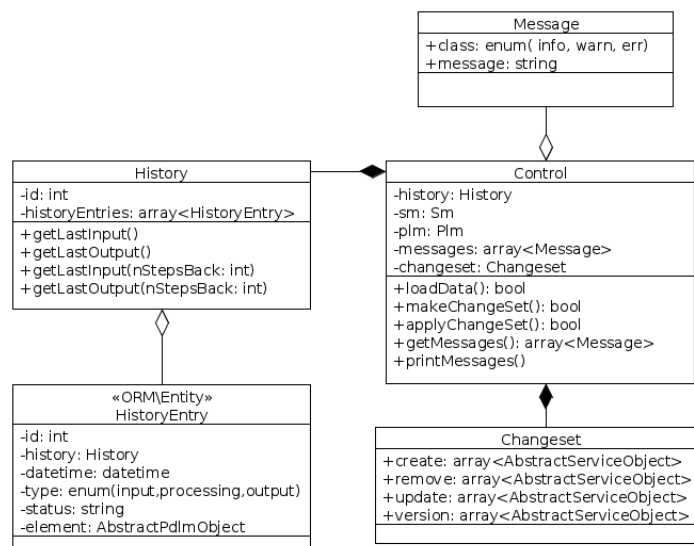 Message
+class: enum( info, warn, err)
+message: string
History
-id: int
-historyEntries: array<HistoryEntry>
+getLastInput()
+getLastOutput()
+getLastInput(nStepsBack: int)
+getLastOutput(nStepsBack: int)
Control
-history: History
-sm: Sm
-plm: Plm
-messages: array<Message>
-changeset: Changeset
+loadData(): bool
+makeChangeSet(): bool
+applyChangeSet(): bool
+getMessages(): array<Message>
+printMessages()
«ORM\Entity»
HistoryEntry
-id: int
-history: History
-datetime: datetime
-type: enum(input,processing,output)
-status: string
-element: AbstractPdlmObject
Changeset
+create: array<AbstractServiceObject>
+remove: array<AbstractServiceObject>
+update: array<AbstractServiceObject>
+version: array<AbstractServiceObject>